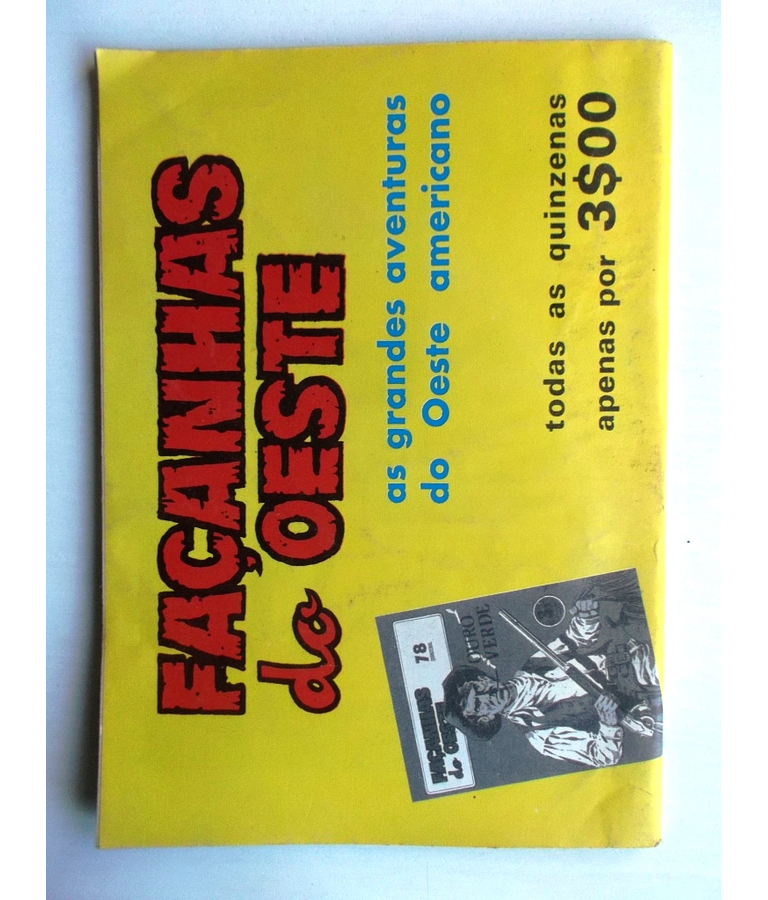 FAÇANHAS
do OESTE
as grandes aventuras
do Oeste americano
todas as quinzenas
apenas por 3$00
FAÇANHAS
do OESTE
78
OURO
VERDE